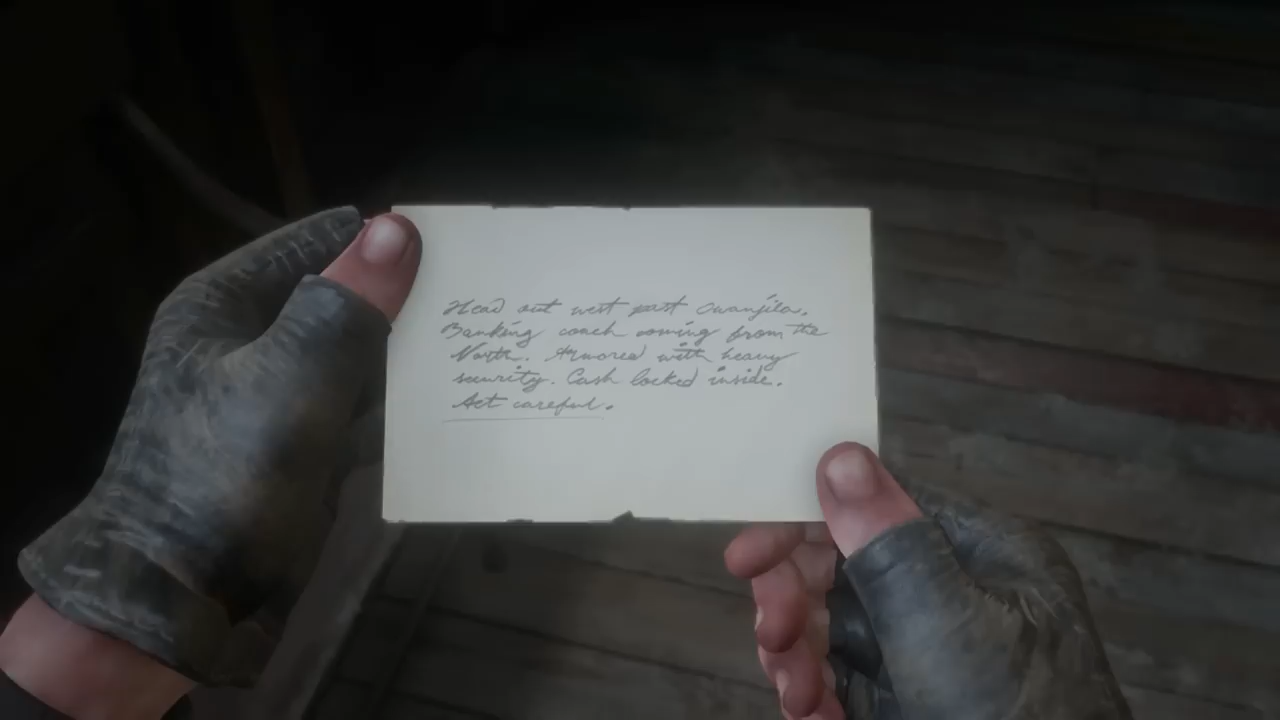 Head out west past Owanjila.
Banking coach coming from the
North. Armored with heavy
security. Cash locked inside.
Act careful.